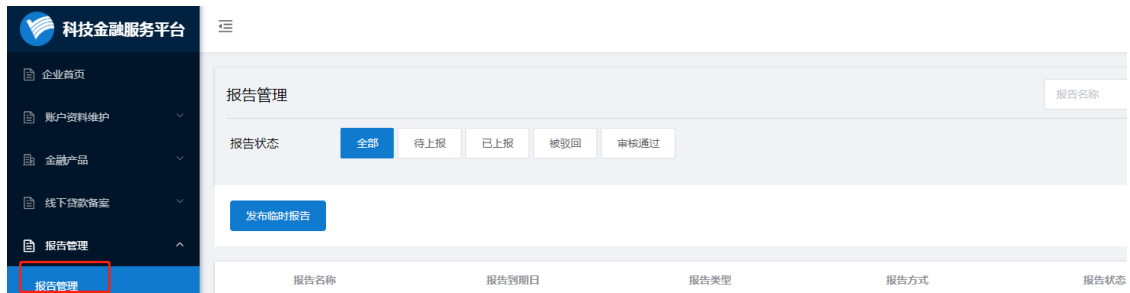 科技金融服务平台
企业首页
账户资料维护
金融产品
线下贷款备案
报告管理
报告管理
报告管理
报告名称
报告状态 全部 待上报 已上报 被驳回 审核通过
发布临时报告
报告名称 报告到期日 报告类型 报告方式 报告状态